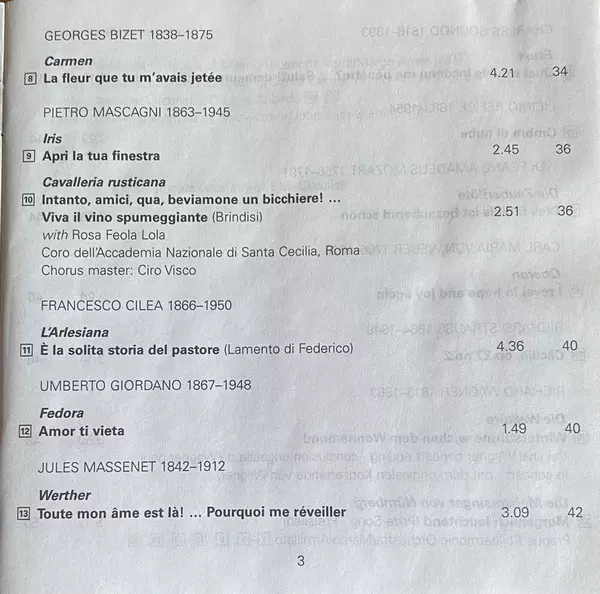 GEORGES BIZET 1838–1875
Carmen
8 La fleur que tu m'avais jetée 4.21 34
PIETRO MASCAGNI 1863–1945
Iris
9 Apri la tua finestra 2.45 36
Cavalleria rusticana
10 Intanto, amici, qua, beviamone un bicchiere! ...
Viva il vino spumeggiante (Brindisi) 2.51 36
with Rosa Feola Lola
Coro dell'Accademia Nazionale di Santa Cecilia, Roma
Chorus master: Ciro Visco
FRANCESCO CILEA 1866–1950
L'Arlesiana
11 È la solita storia del pastore (Lamento di Federico) 4.36 40
UMBERTO GIORDANO 1867–1948
Fedora
12 Amor ti vieta 1.49 40
JULES MASSENET 1842–1912
Werther
13 Toute mon âme est là! ... Pourquoi me réveiller 3.09 42
3